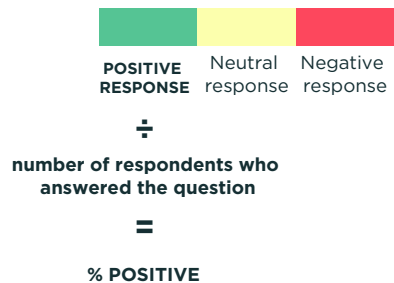 POSITIVE Neutral Negative
RESPONSE response response
÷
number of respondents who
answered the question
=
% POSITIVE